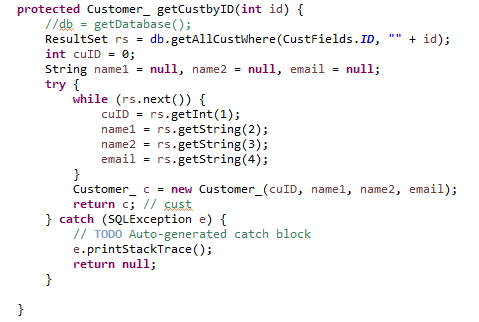 protected Customer_ getCustbyID(int id) {
    //db = getDatabase();
    ResultSet rs = db.getAllCustWhere(CustFields.ID, "" + id);
    int cuID = 0;
    String name1 = null, name2 = null, email = null;
    try {
        while (rs.next()) {
            cuID = rs.getInt(1);
            name1 = rs.getString(2);
            name2 = rs.getString(3);
            email = rs.getString(4);
        }
        Customer_ c = new Customer_(cuID, name1, name2, email);
        return c; // cust
    } catch (SQLException e) {
        // TODO Auto-generated catch block
        e.printStackTrace();
        return null;
    }

}